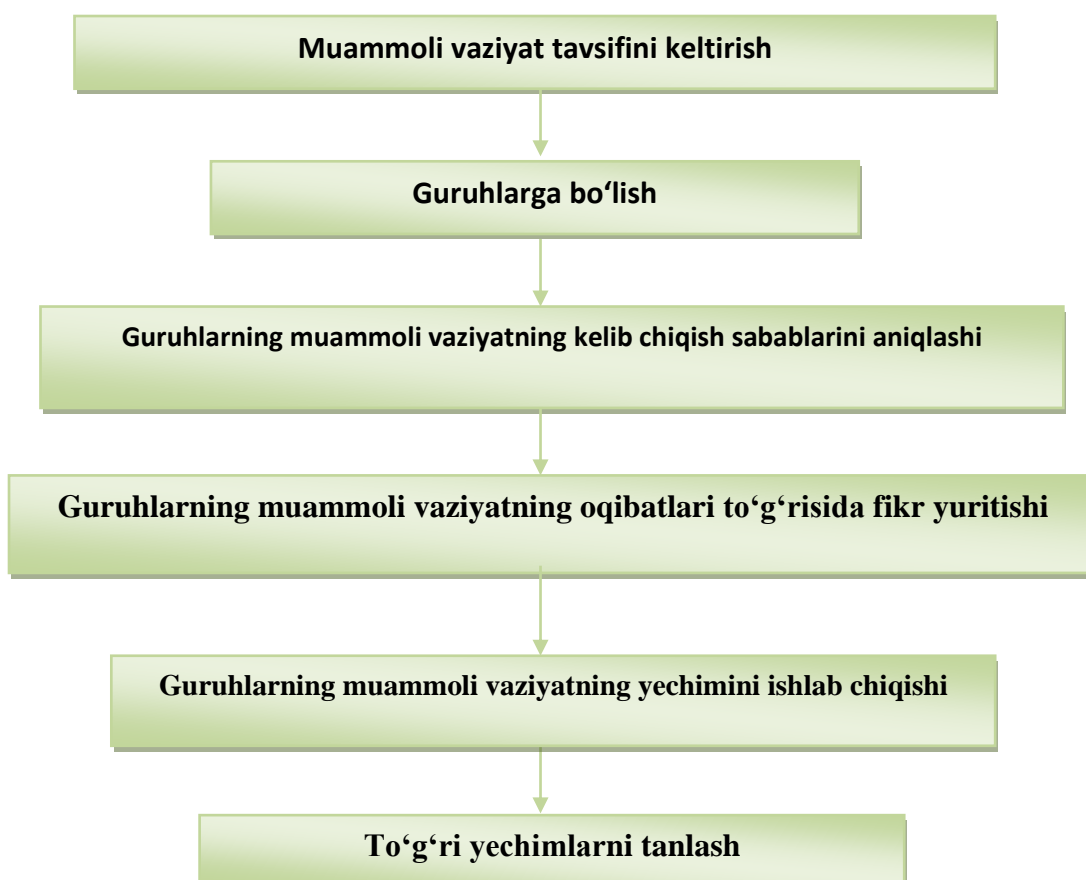 Muammoli vaziyat tavsifini keltirish
Guruhlarga bo‘lish
Guruhlarning muammoli vaziyatning kelib chiqish sabablarini aniqlashi
Guruhlarning muammoli vaziyatning oqibatlari to‘g‘risida fikr yuritishi
Guruhlarning muammoli vaziyatning yechimini ishlab chiqishi
To‘g‘ri yechimlarni tanlash